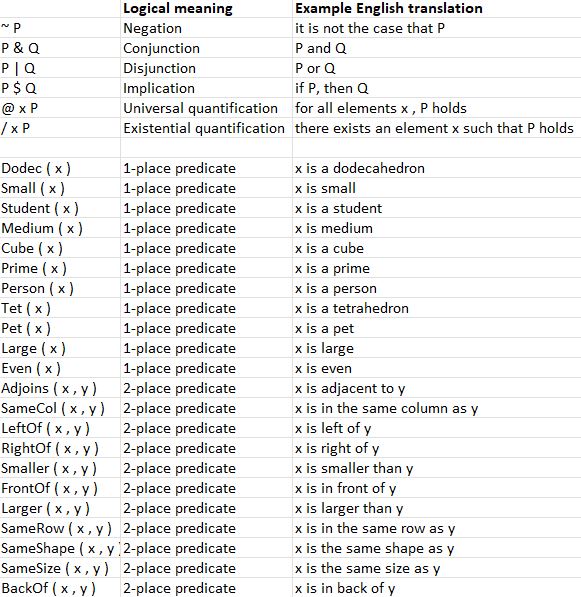 Logical meaning Example English translation
~ P Negation it is not the case that P
P & Q Conjunction P and Q
P | Q Disjunction P or Q
P $ Q Implication if P, then Q
@ x P Universal quantification for all elements x , P holds
/ x P Existential quantification there exists an element x such that P holds
Dodec ( x ) 1-place predicate x is a dodecahedron
Small ( x ) 1-place predicate x is small
Student ( x ) 1-place predicate x is a student
Medium ( x ) 1-place predicate x is medium
Cube ( x ) 1-place predicate x is a cube
Prime ( x ) 1-place predicate x is a prime
Person ( x ) 1-place predicate x is a person
Tet ( x ) 1-place predicate x is a tetrahedron
Pet ( x ) 1-place predicate x is a pet
Large ( x ) 1-place predicate x is large
Even ( x ) 1-place predicate x is even
Adjoins ( x , y ) 2-place predicate x is adjacent to y
SameCol ( x , y ) 2-place predicate x is in the same column as y
LeftOf ( x , y ) 2-place predicate x is left of y
RightOf ( x , y ) 2-place predicate x is right of y
Smaller ( x , y ) 2-place predicate x is smaller than y
FrontOf ( x , y ) 2-place predicate x is in front of y
Larger ( x , y ) 2-place predicate x is larger than y
SameRow ( x , y ) 2-place predicate x is in the same row as y
SameShape ( x , y ) 2-place predicate x is the same shape as y
SameSize ( x , y ) 2-place predicate x is the same size as y
BackOf ( x , y ) 2-place predicate x is in back of y